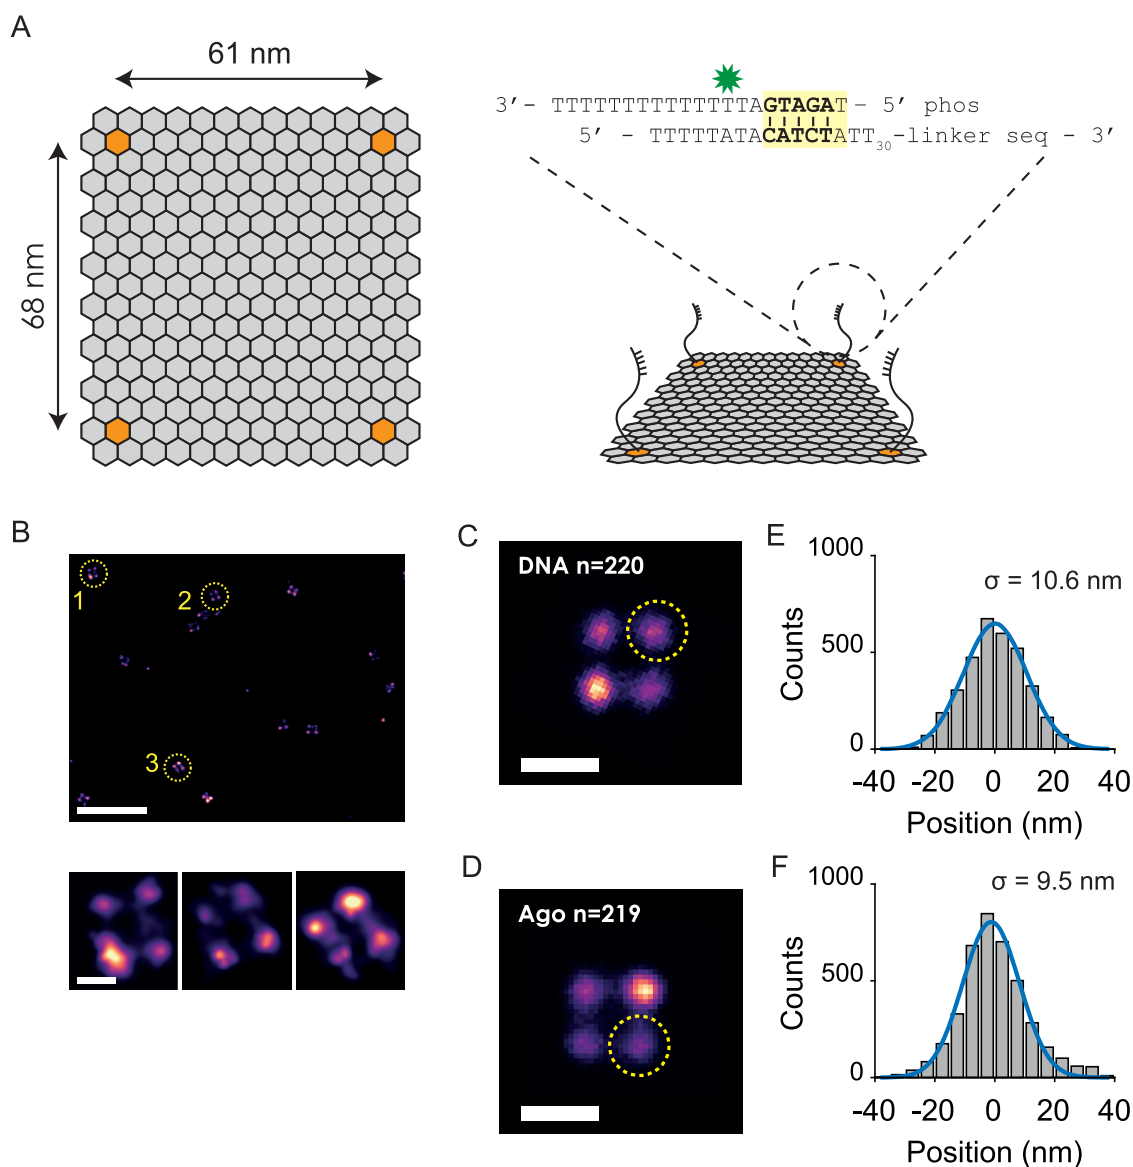 A
61 nm
68 nm
3′- TTTTTTTTTTTTTTAGTAGAT- 5′ phos
5′ - TTTTTATACATCTATT30-linker seq - 3′
B
1
2
3
C
DNA n=220
D
Ago n=219
E
σ = 10.6 nm
1000
500
0
Counts
-40 -20 0 20 40
Position (nm)
F
σ = 9.5 nm
1000
500
0
Counts
-40 -20 0 20 40
Position (nm)